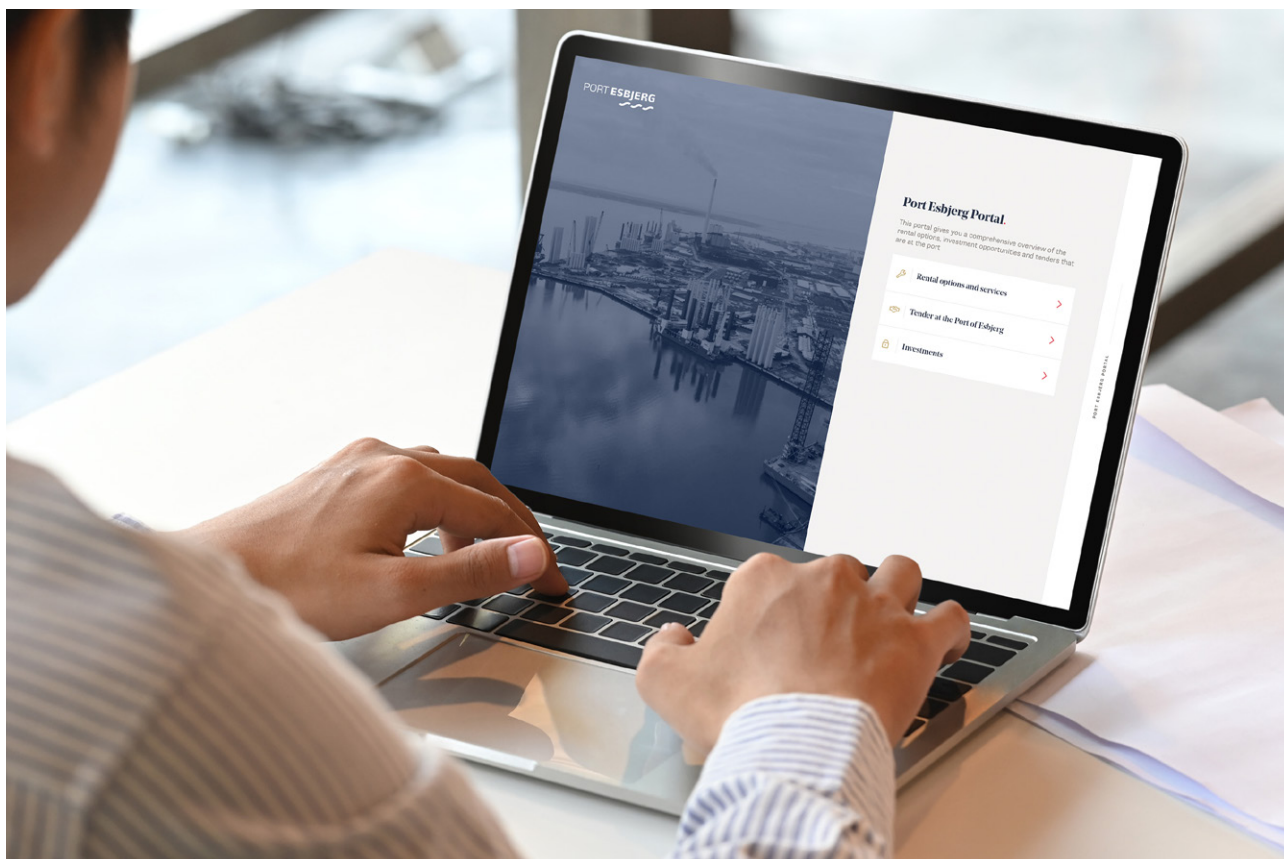 PORT ESBJERG
Port Esbjerg Portal.
This portal gives you a comprehensive overview of the
rental options, investment opportunities and tenders that
are at the port
Rental options and services
Tender at the Port of Esbjerg
Investments
PORT ESBJERG PORTAL